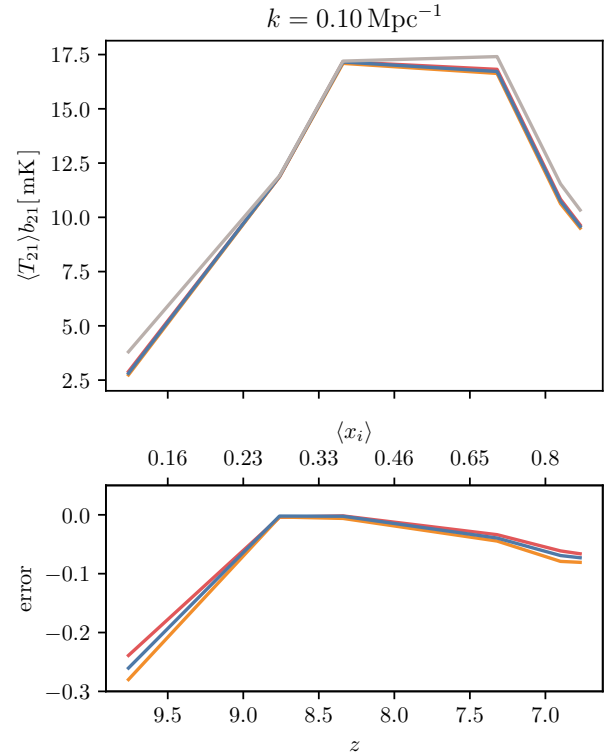 k = 0.10 Mpc⁻¹
17.5
15.0
12.5
10.0
7.5
5.0
2.5
⟨T₂₁⟩b₂₁[mK]
⟨xᵢ⟩
0.16 0.23 0.33 0.46 0.65 0.8
0.0
−0.1
−0.2
−0.3
error
9.5 9.0 8.5 8.0 7.5 7.0
z